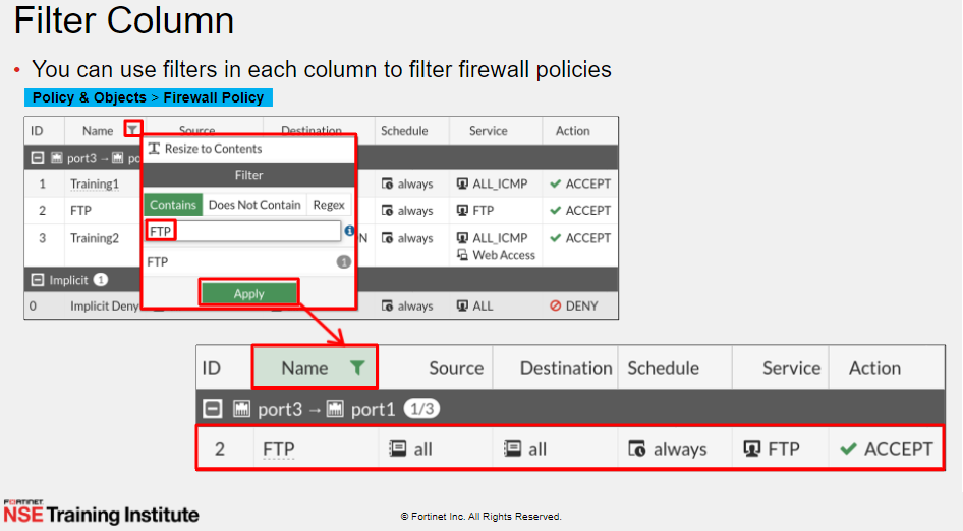 Filter Column
• You can use filters in each column to filter firewall policies
Policy & Objects > Firewall Policy
ID Name Source Destination Schedule Service Action
port3 → po
Resize to Contents
Filter
Contains Does Not Contain Regex
FTP
FTP 1
Apply
1 Training1 always ALL_ICMP ACCEPT
2 FTP always FTP ACCEPT
3 Training2 N always ALL_ICMP ACCEPT
Web Access
Implicit 1
0 Implicit Deny always ALL DENY
ID Name Source Destination Schedule Service Action
port3 → port1 1/3
2 FTP all all always FTP ACCEPT
FORTINET
NSE Training Institute
© Fortinet Inc. All Rights Reserved.